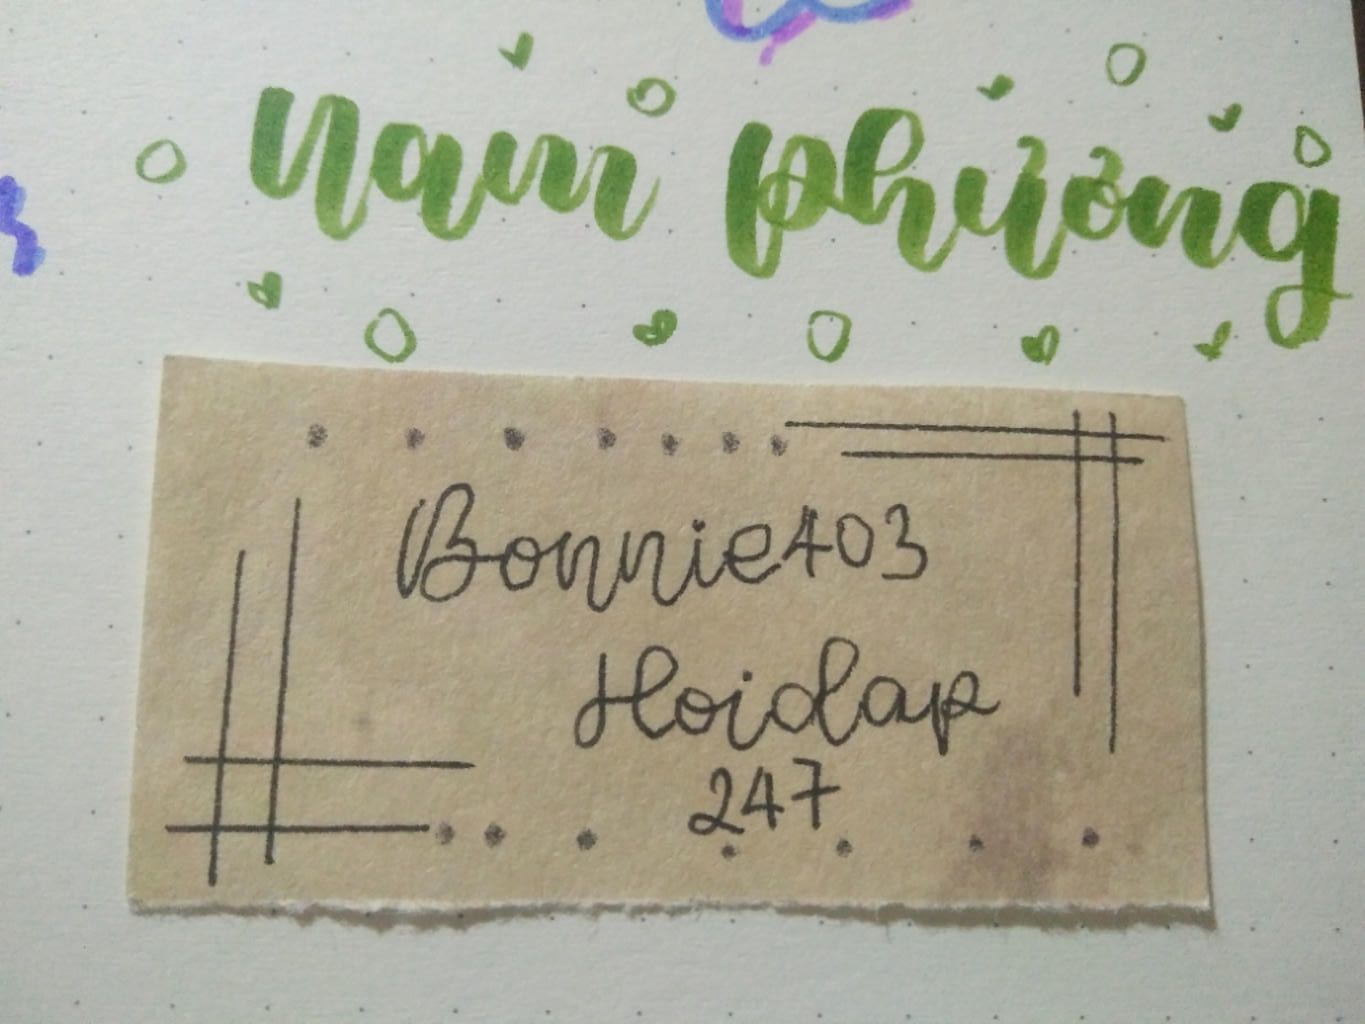 nam phương
Bonnie403
Hoidap
247